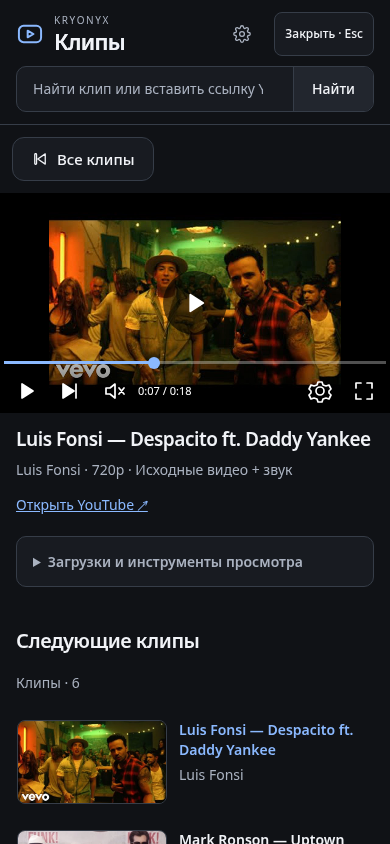 KRYONYX
Клипы
Закрыть · Esc
Найти клип или вставить ссылку
Найти
Все клипы
vevo
0:07 / 0:18
Luis Fonsi — Despacito ft. Daddy Yankee
Luis Fonsi · 720p · Исходные видео + звук
Открыть YouTube ↗
▶ Загрузки и инструменты просмотра
Следующие клипы
Клипы · 6
Luis Fonsi — Despacito ft.
Daddy Yankee
Luis Fonsi
vevo
Mark Ronson — Uptown